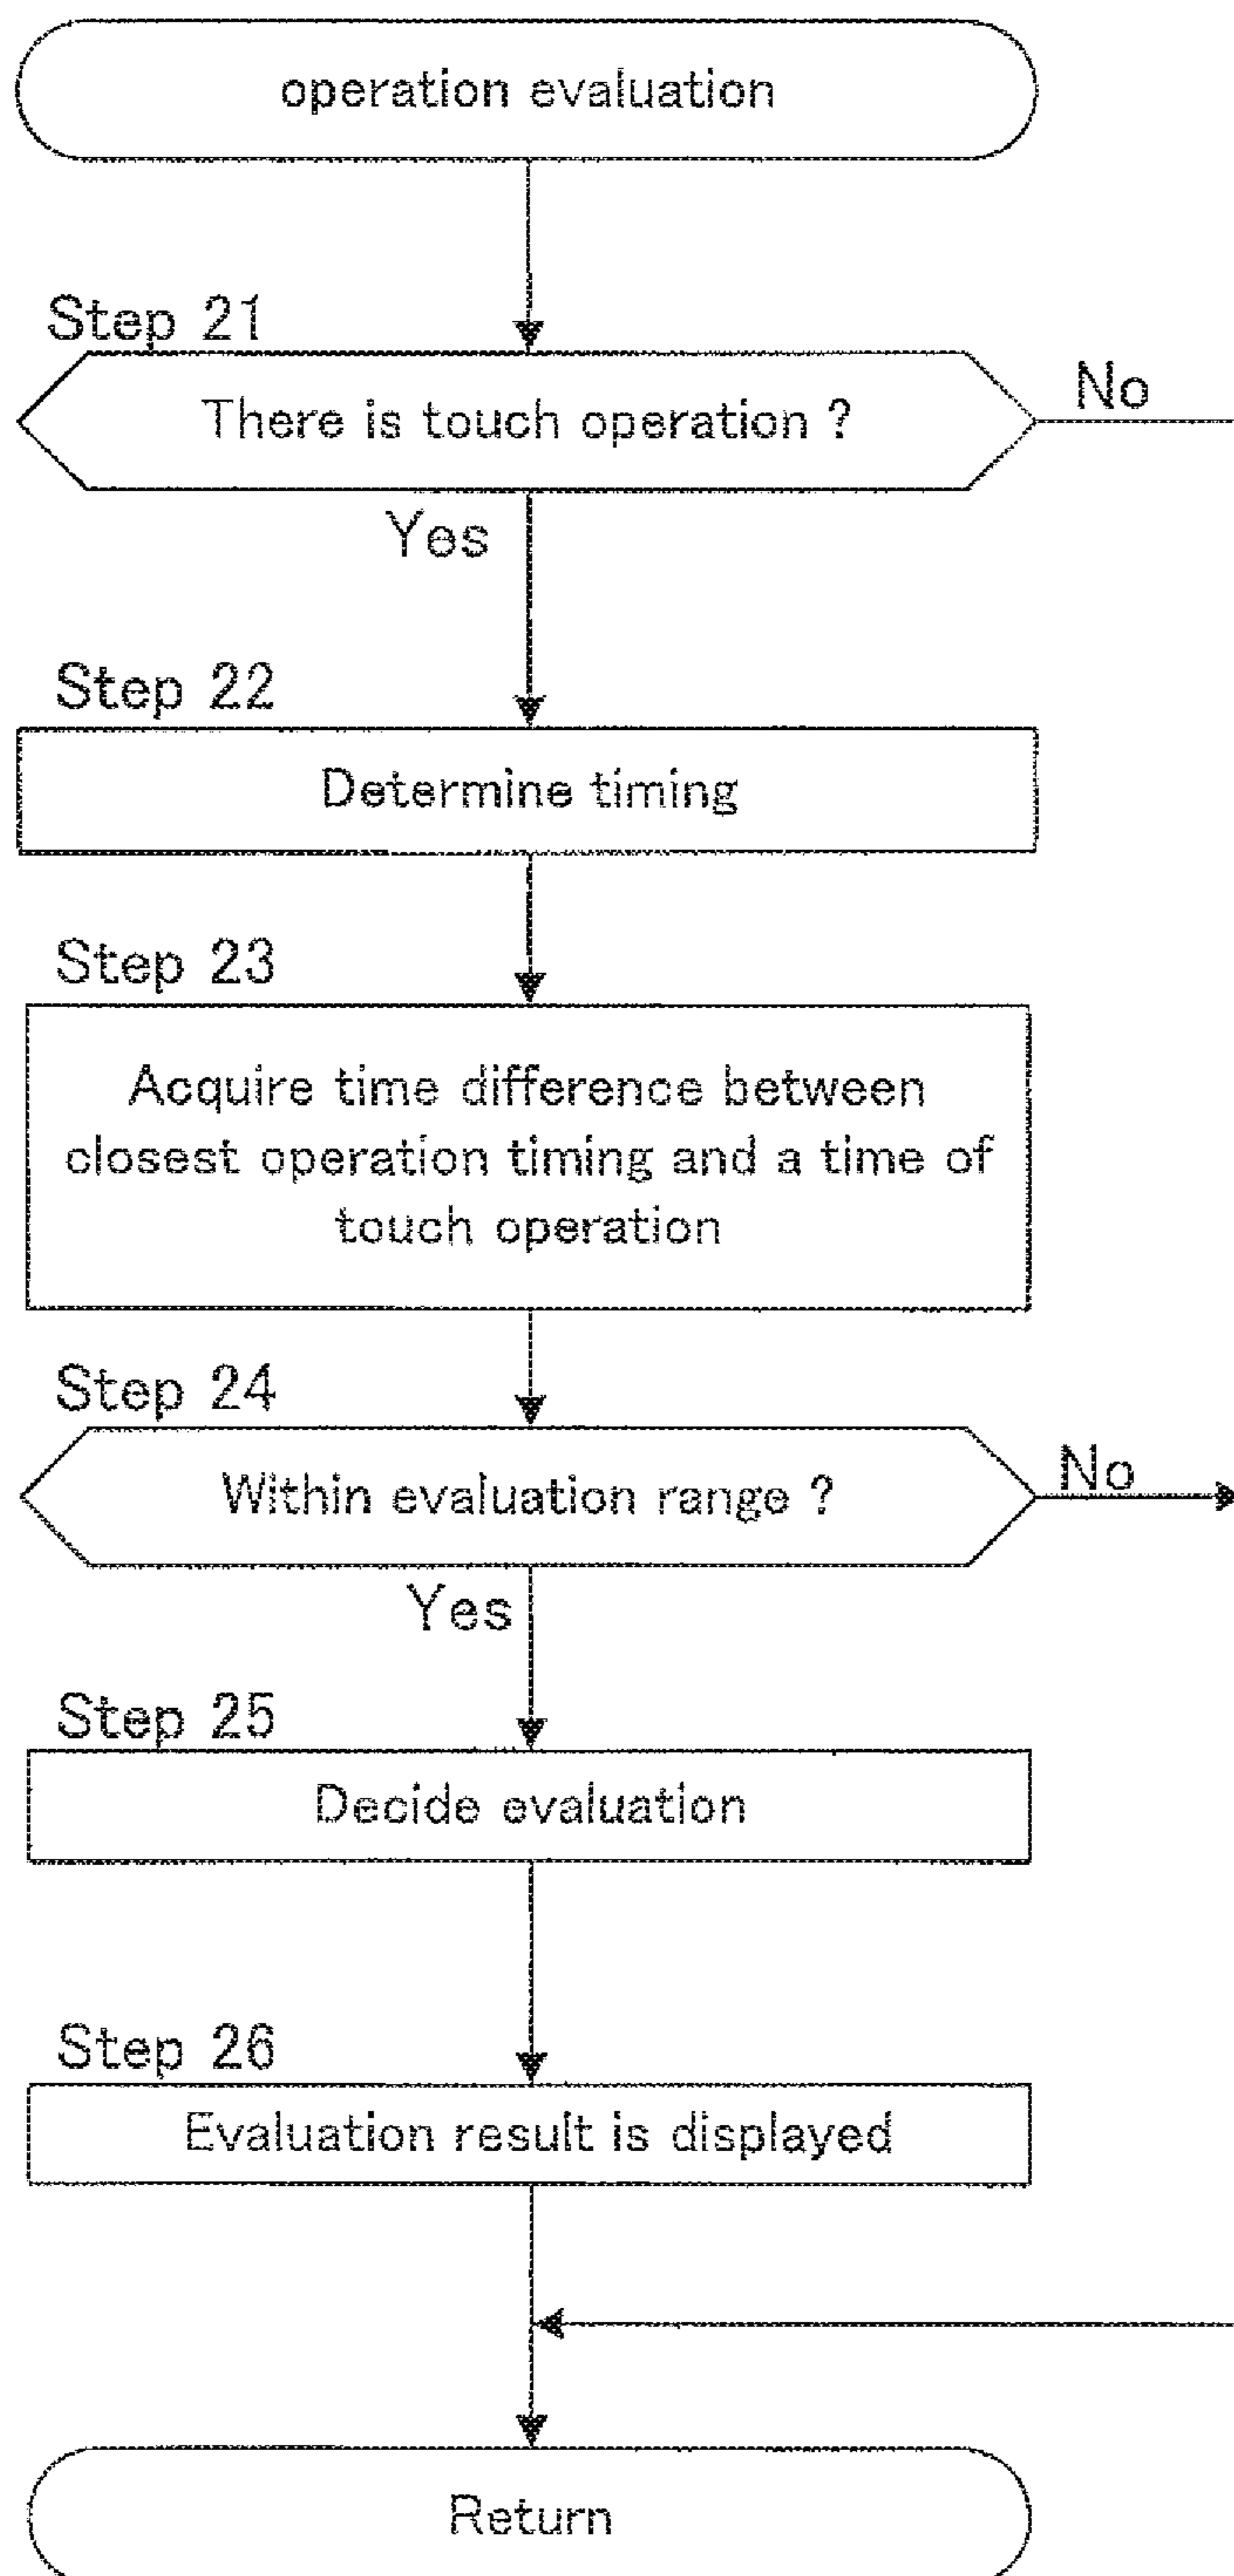 operation evaluation
Step 21
There is touch operation ?
No
Yes
Step 22
Determine timing
Step 23
Acquire time difference between
closest operation timing and a time of
touch operation
Step 24
Within evaluation range ?
No
Yes
Step 25
Decide evaluation
Step 26
Evaluation result is displayed
Return